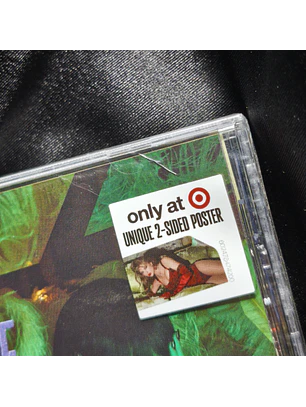 only at
UNIQUE 2-SIDED POSTER